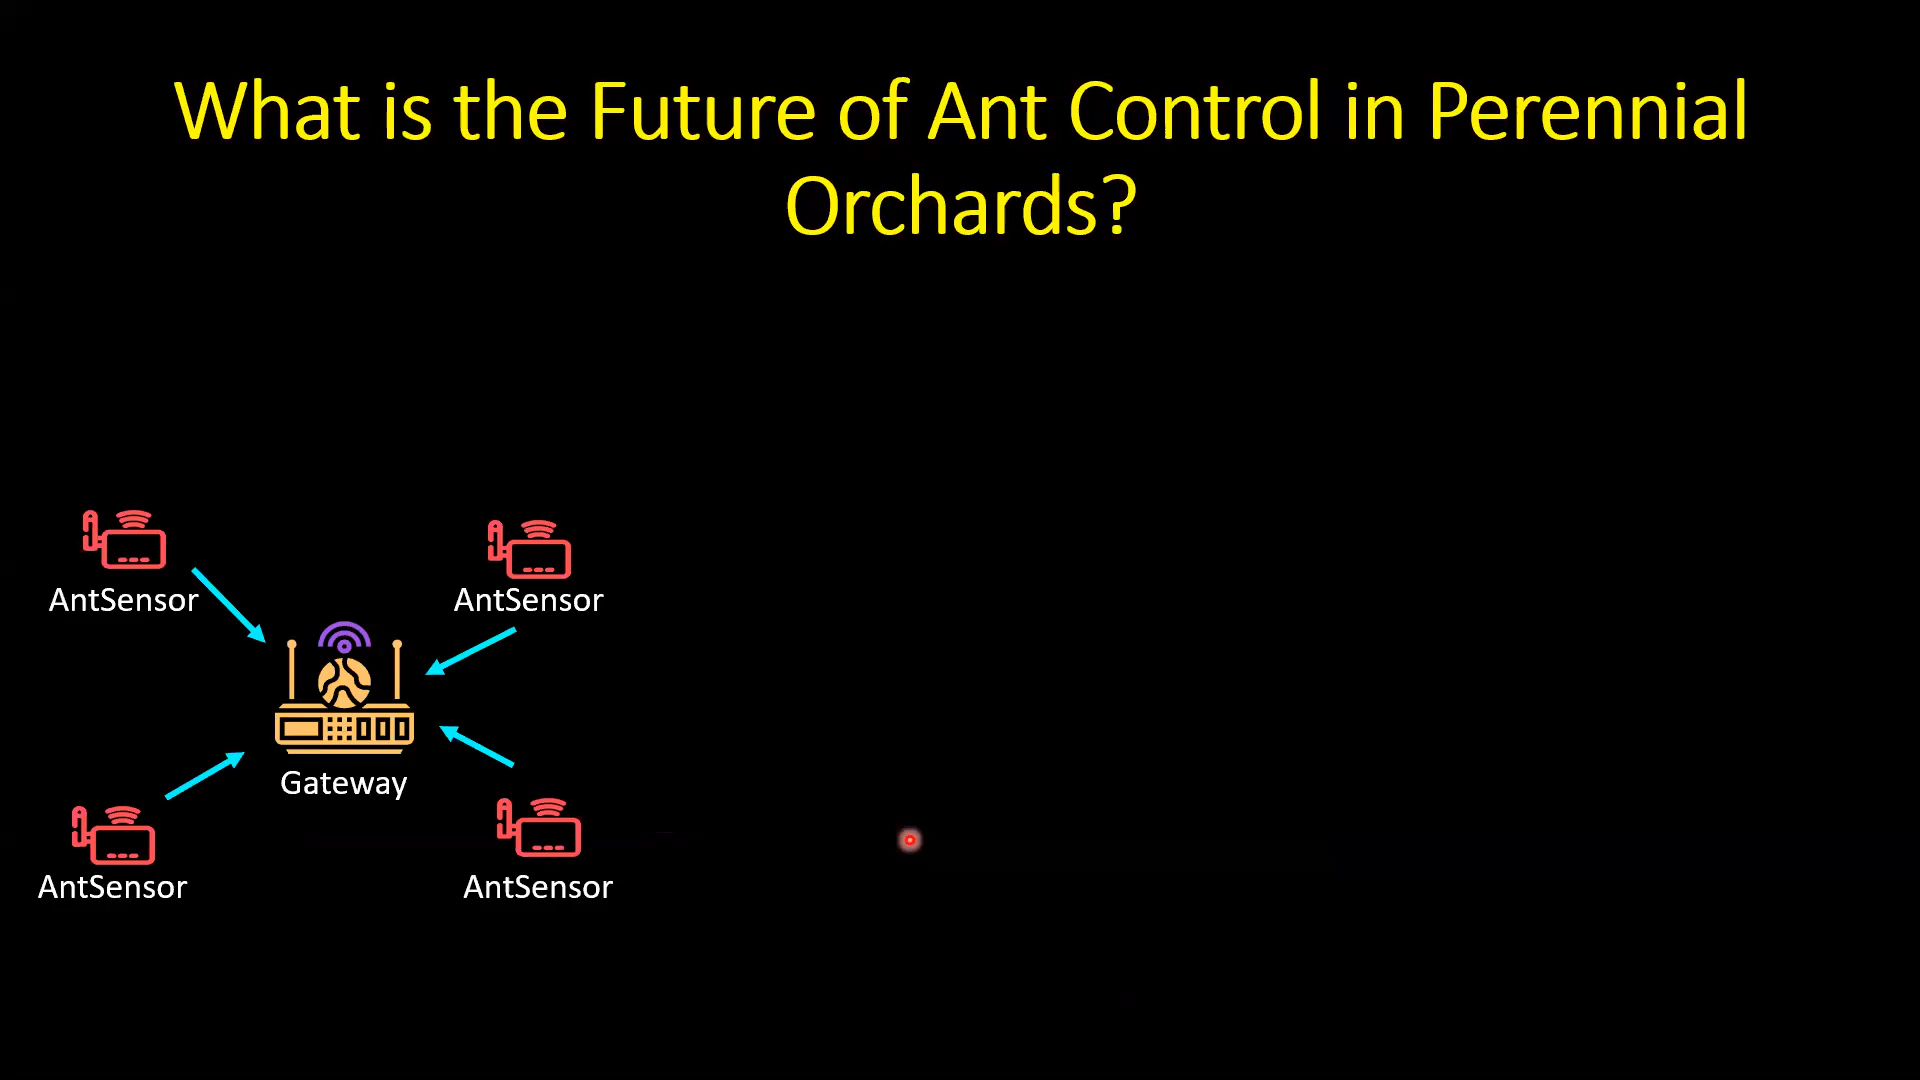 What is the Future of Ant Control in Perennial
Orchards?
AntSensor
AntSensor
Gateway
AntSensor
AntSensor